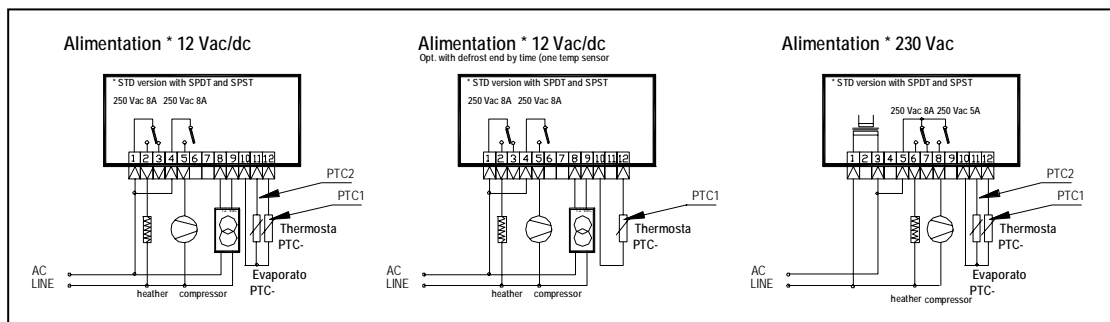 Alimentation * 12 Vac/dc
* STD version with SPDT and SPST
250 Vac 8A 250 Vac 8A
1 2 3 4 5 6 7 8 9 10 11 12
PTC2
PTC1
12 Vac
Thermosta
PTC-
AC
LINE
Evaporato
PTC-
heather compressor
Alimentation * 12 Vac/dc
Opt. with defrost end by time (one temp sensor
* STD version with SPDT and SPST
250 Vac 8A 250 Vac 8A
1 2 3 4 5 6 7 8 9 10 12
PTC1
12 Vac
Thermosta
PTC-
AC
LINE
heather compressor
Alimentation * 230 Vac
* STD version with SPDT and SPST
250 Vac 8A 250 Vac 5A
1 2 3 4 5 6 7 8 9 10 11 12
PTC2
PTC1
Thermosta
PTC-
AC
LINE
Evaporato
PTC-
heather compressor